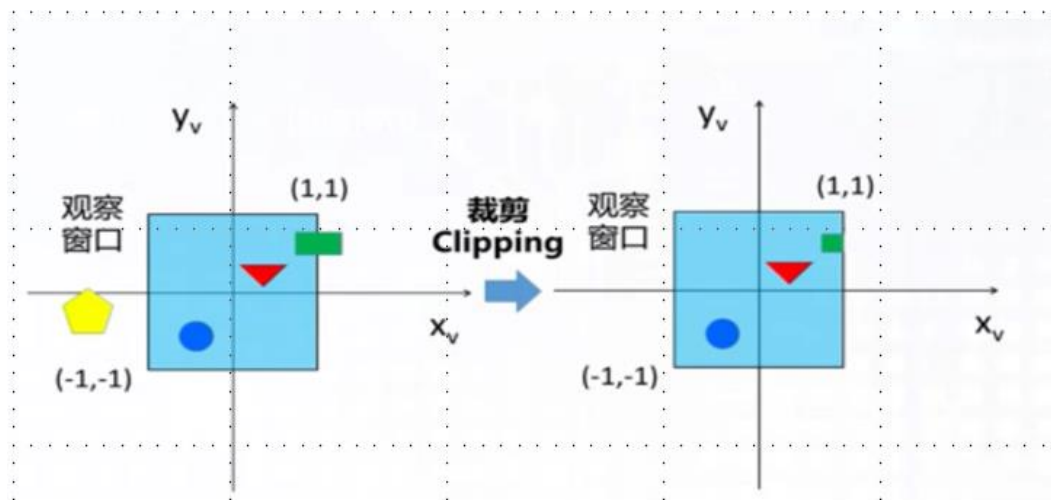 y_v
(1,1)
观察
窗口
x_v
(-1,-1)
裁剪
Clipping
y_v
(1,1)
观察
窗口
x_v
(-1,-1)